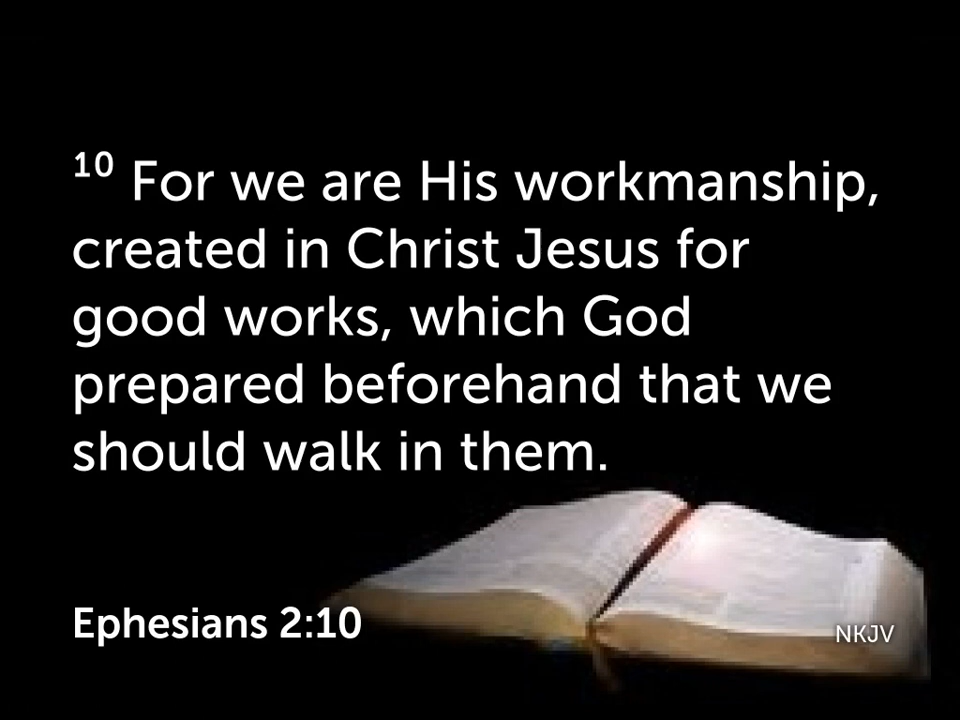 ¹⁰ For we are His workmanship,
created in Christ Jesus for
good works, which God
prepared beforehand that we
should walk in them.
Ephesians 2:10
NKJV